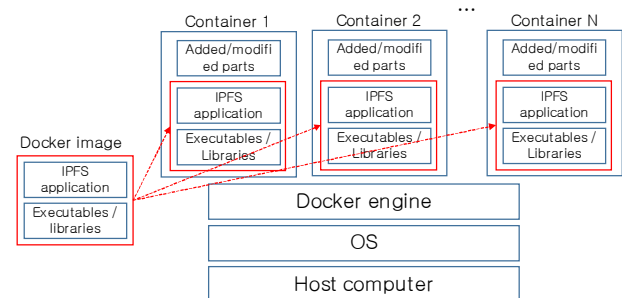 ...
Container 1
Container 2
Container N
Added/modifi
ed parts
Added/modifi
ed parts
Added/modifi
ed parts
IPFS
application
IPFS
application
IPFS
application
Executables /
Libraries
Executables /
Libraries
Executables /
Libraries
Docker image
IPFS
application
Executables /
libraries
Docker engine
OS
Host computer